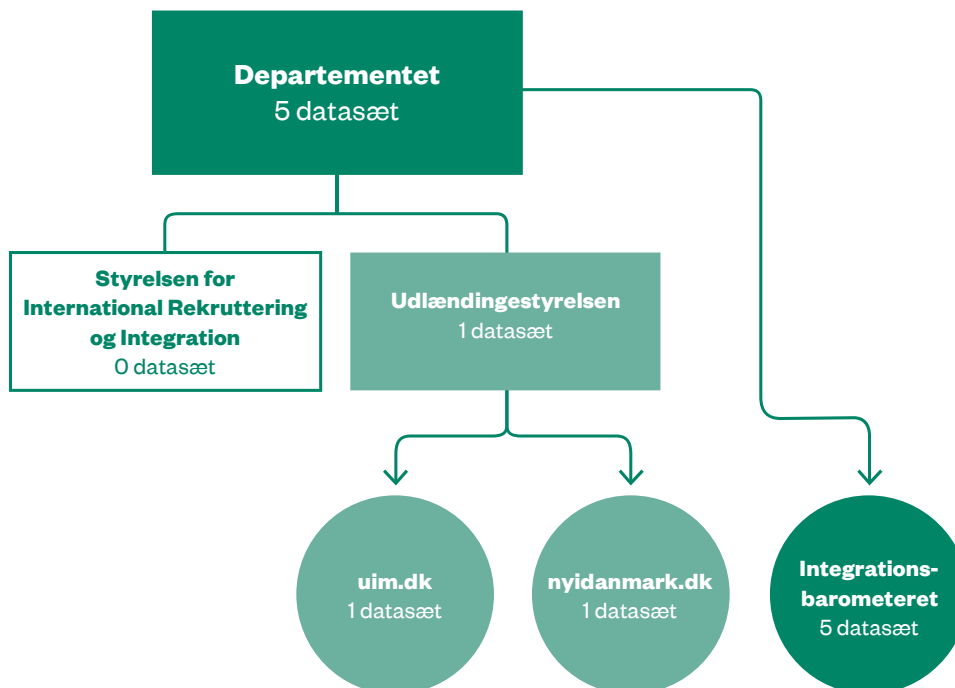 Departementet
5 datasæt
Styrelsen for
International Rekruttering
og Integration
0 datasæt
Udlændingestyrelsen
1 datasæt
uim.dk
1 datasæt
nyidanmark.dk
1 datasæt
Integrations-
barometeret
5 datasæt